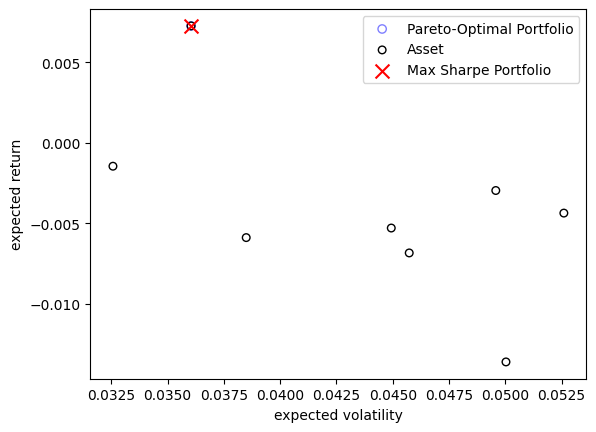 Pareto-Optimal Portfolio
Asset
Max Sharpe Portfolio
expected return
0.005
0.000
−0.005
−0.010
0.0325 0.0350 0.0375 0.0400 0.0425 0.0450 0.0475 0.0500 0.0525
expected volatility